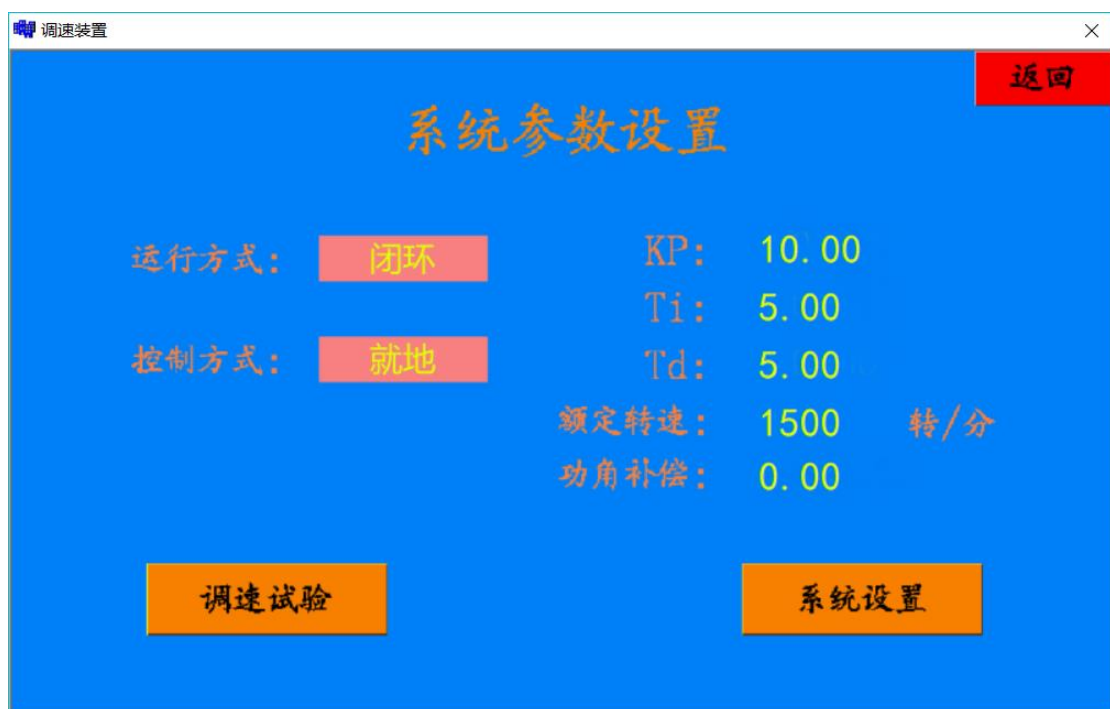 调速装置
返回
系统参数设置
运行方式： 闭环
控制方式： 就地
KP： 10.00
Ti： 5.00
Td： 5.00
额定转速： 1500 转/分
功角补偿： 0.00
调速试验
系统设置